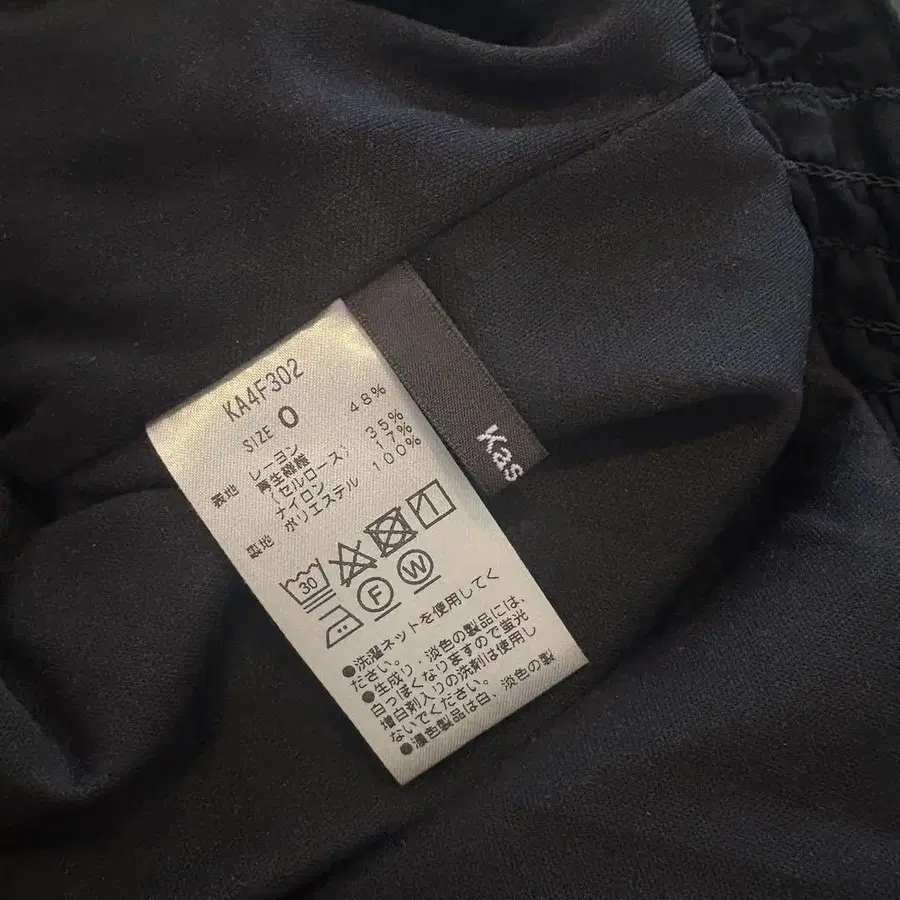 KA4F302
SIZE 0
表地 レーヨン 48%
再生繊維
(セルロース) 35%
ナイロン 17%
裏地 ポリエステル 100%
30
F W
●洗濯ネットを使用してく
ださい。
●生成り・淡色の製品には、
白っぽくなりますので蛍光
増白剤入りの洗剤は使用し
ないでください。
●濃色製品は白、淡色の製
Kas